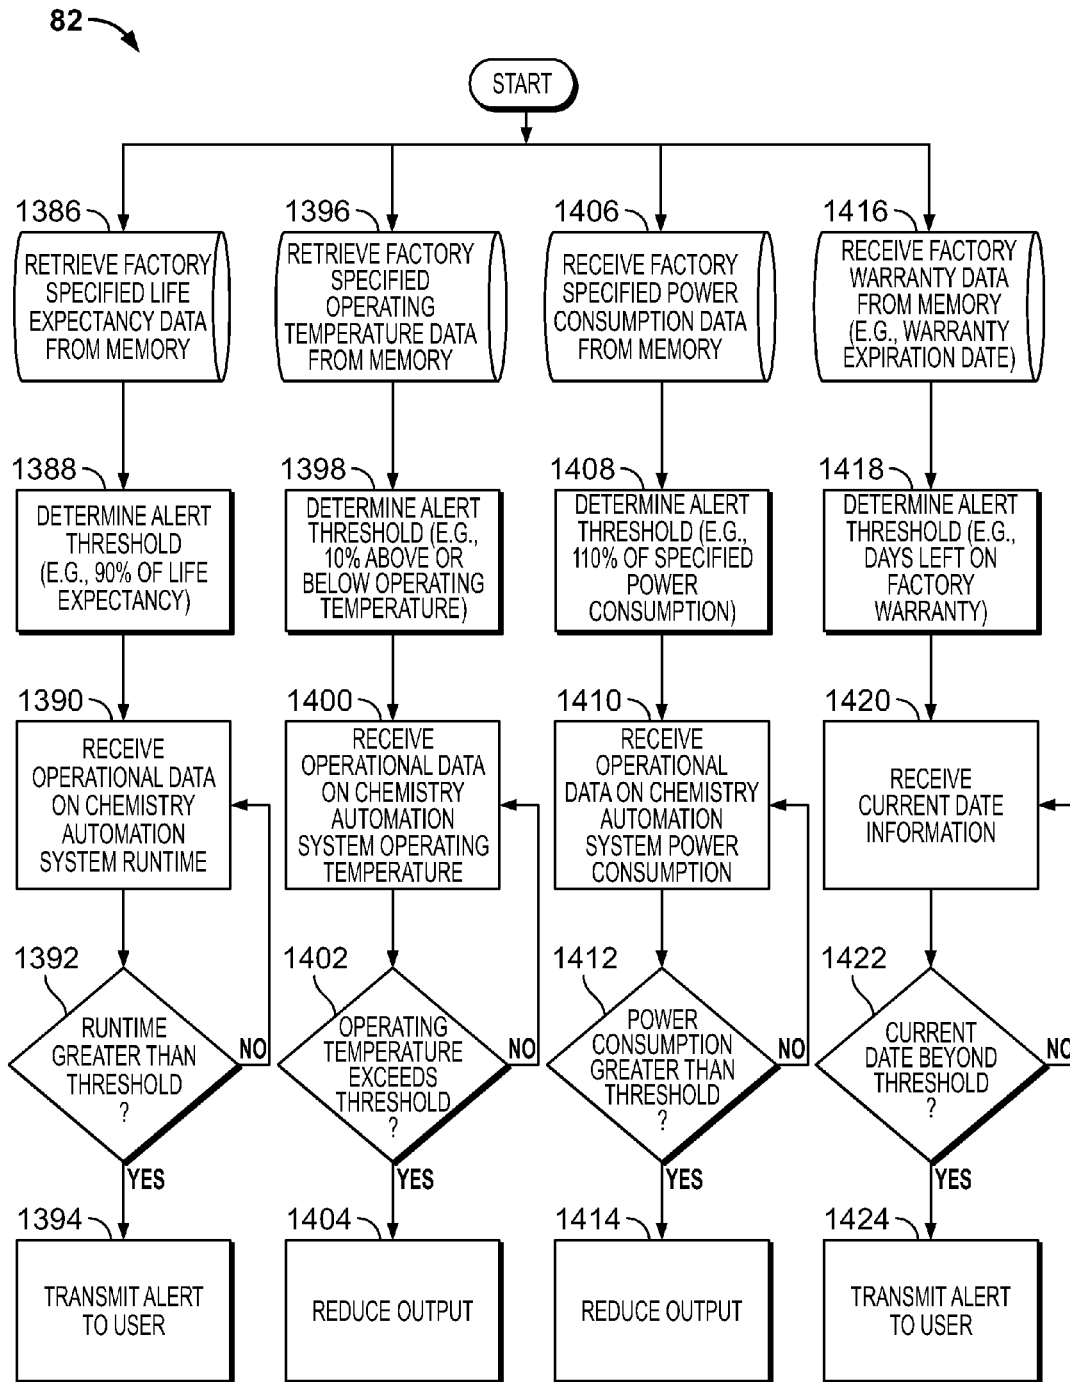 82
START
1386
RETRIEVE FACTORY
SPECIFIED LIFE
EXPECTANCY DATA
FROM MEMORY
1396
RETRIEVE FACTORY
SPECIFIED
OPERATING
TEMPERATURE DATA
FROM MEMORY
1406
RECEIVE FACTORY
SPECIFIED POWER
CONSUMPTION DATA
FROM MEMORY
1416
RECEIVE FACTORY
WARRANTY DATA
FROM MEMORY
(E.G., WARRANTY
EXPIRATION DATE)
1388
DETERMINE ALERT
THRESHOLD
(E.G., 90% OF LIFE
EXPECTANCY)
1398
DETERMINE ALERT
THRESHOLD (E.G.,
10% ABOVE OR
BELOW OPERATING
TEMPERATURE)
1408
DETERMINE ALERT
THRESHOLD (E.G.,
110% OF SPECIFIED
POWER
CONSUMPTION)
1418
DETERMINE ALERT
THRESHOLD (E.G.,
DAYS LEFT ON
FACTORY
WARRANTY)
1390
RECEIVE
OPERATIONAL DATA
ON CHEMISTRY
AUTOMATION
SYSTEM RUNTIME
1400
RECEIVE
OPERATIONAL DATA
ON CHEMISTRY
AUTOMATION
SYSTEM OPERATING
TEMPERATURE
1410
RECEIVE
OPERATIONAL
DATA ON CHEMISTRY
AUTOMATION
SYSTEM POWER
CONSUMPTION
1420
RECEIVE
CURRENT DATE
INFORMATION
1392
RUNTIME
GREATER THAN
THRESHOLD
?
NO
YES
1402
OPERATING
TEMPERATURE
EXCEEDS
THRESHOLD
?
NO
YES
1412
POWER
CONSUMPTION
GREATER THAN
THRESHOLD
?
NO
YES
1422
CURRENT
DATE BEYOND
THRESHOLD
?
NO
YES
1394
TRANSMIT ALERT
TO USER
1404
REDUCE OUTPUT
1414
REDUCE OUTPUT
1424
TRANSMIT ALERT
TO USER